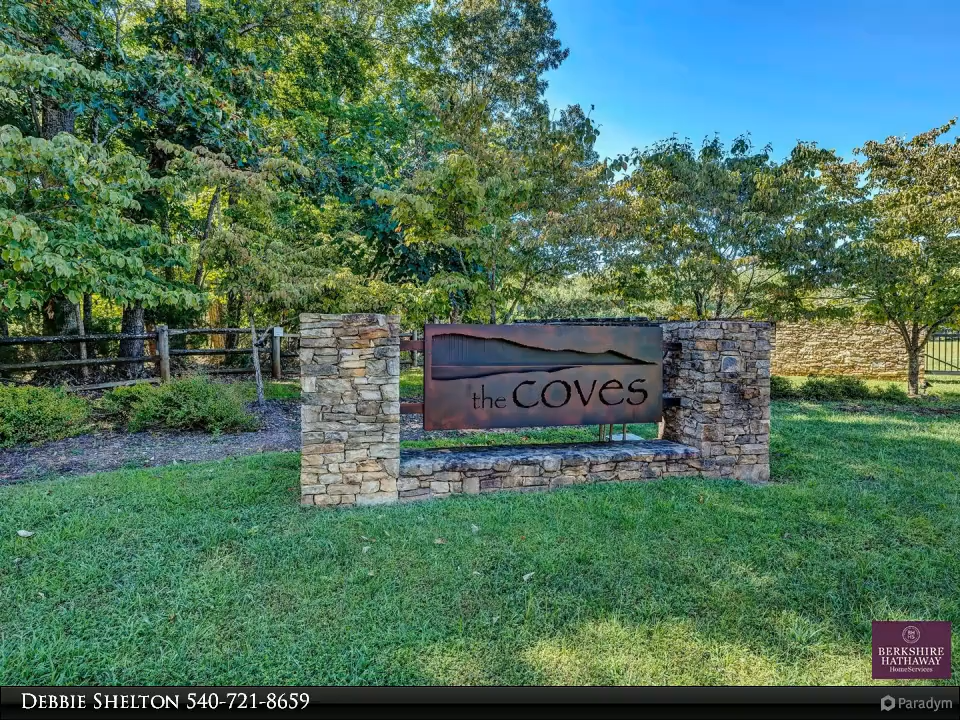 the coves
BERKSHIRE
HATHAWAY
HomeServices
DEBBIE SHELTON 540-721-8659
Paradym